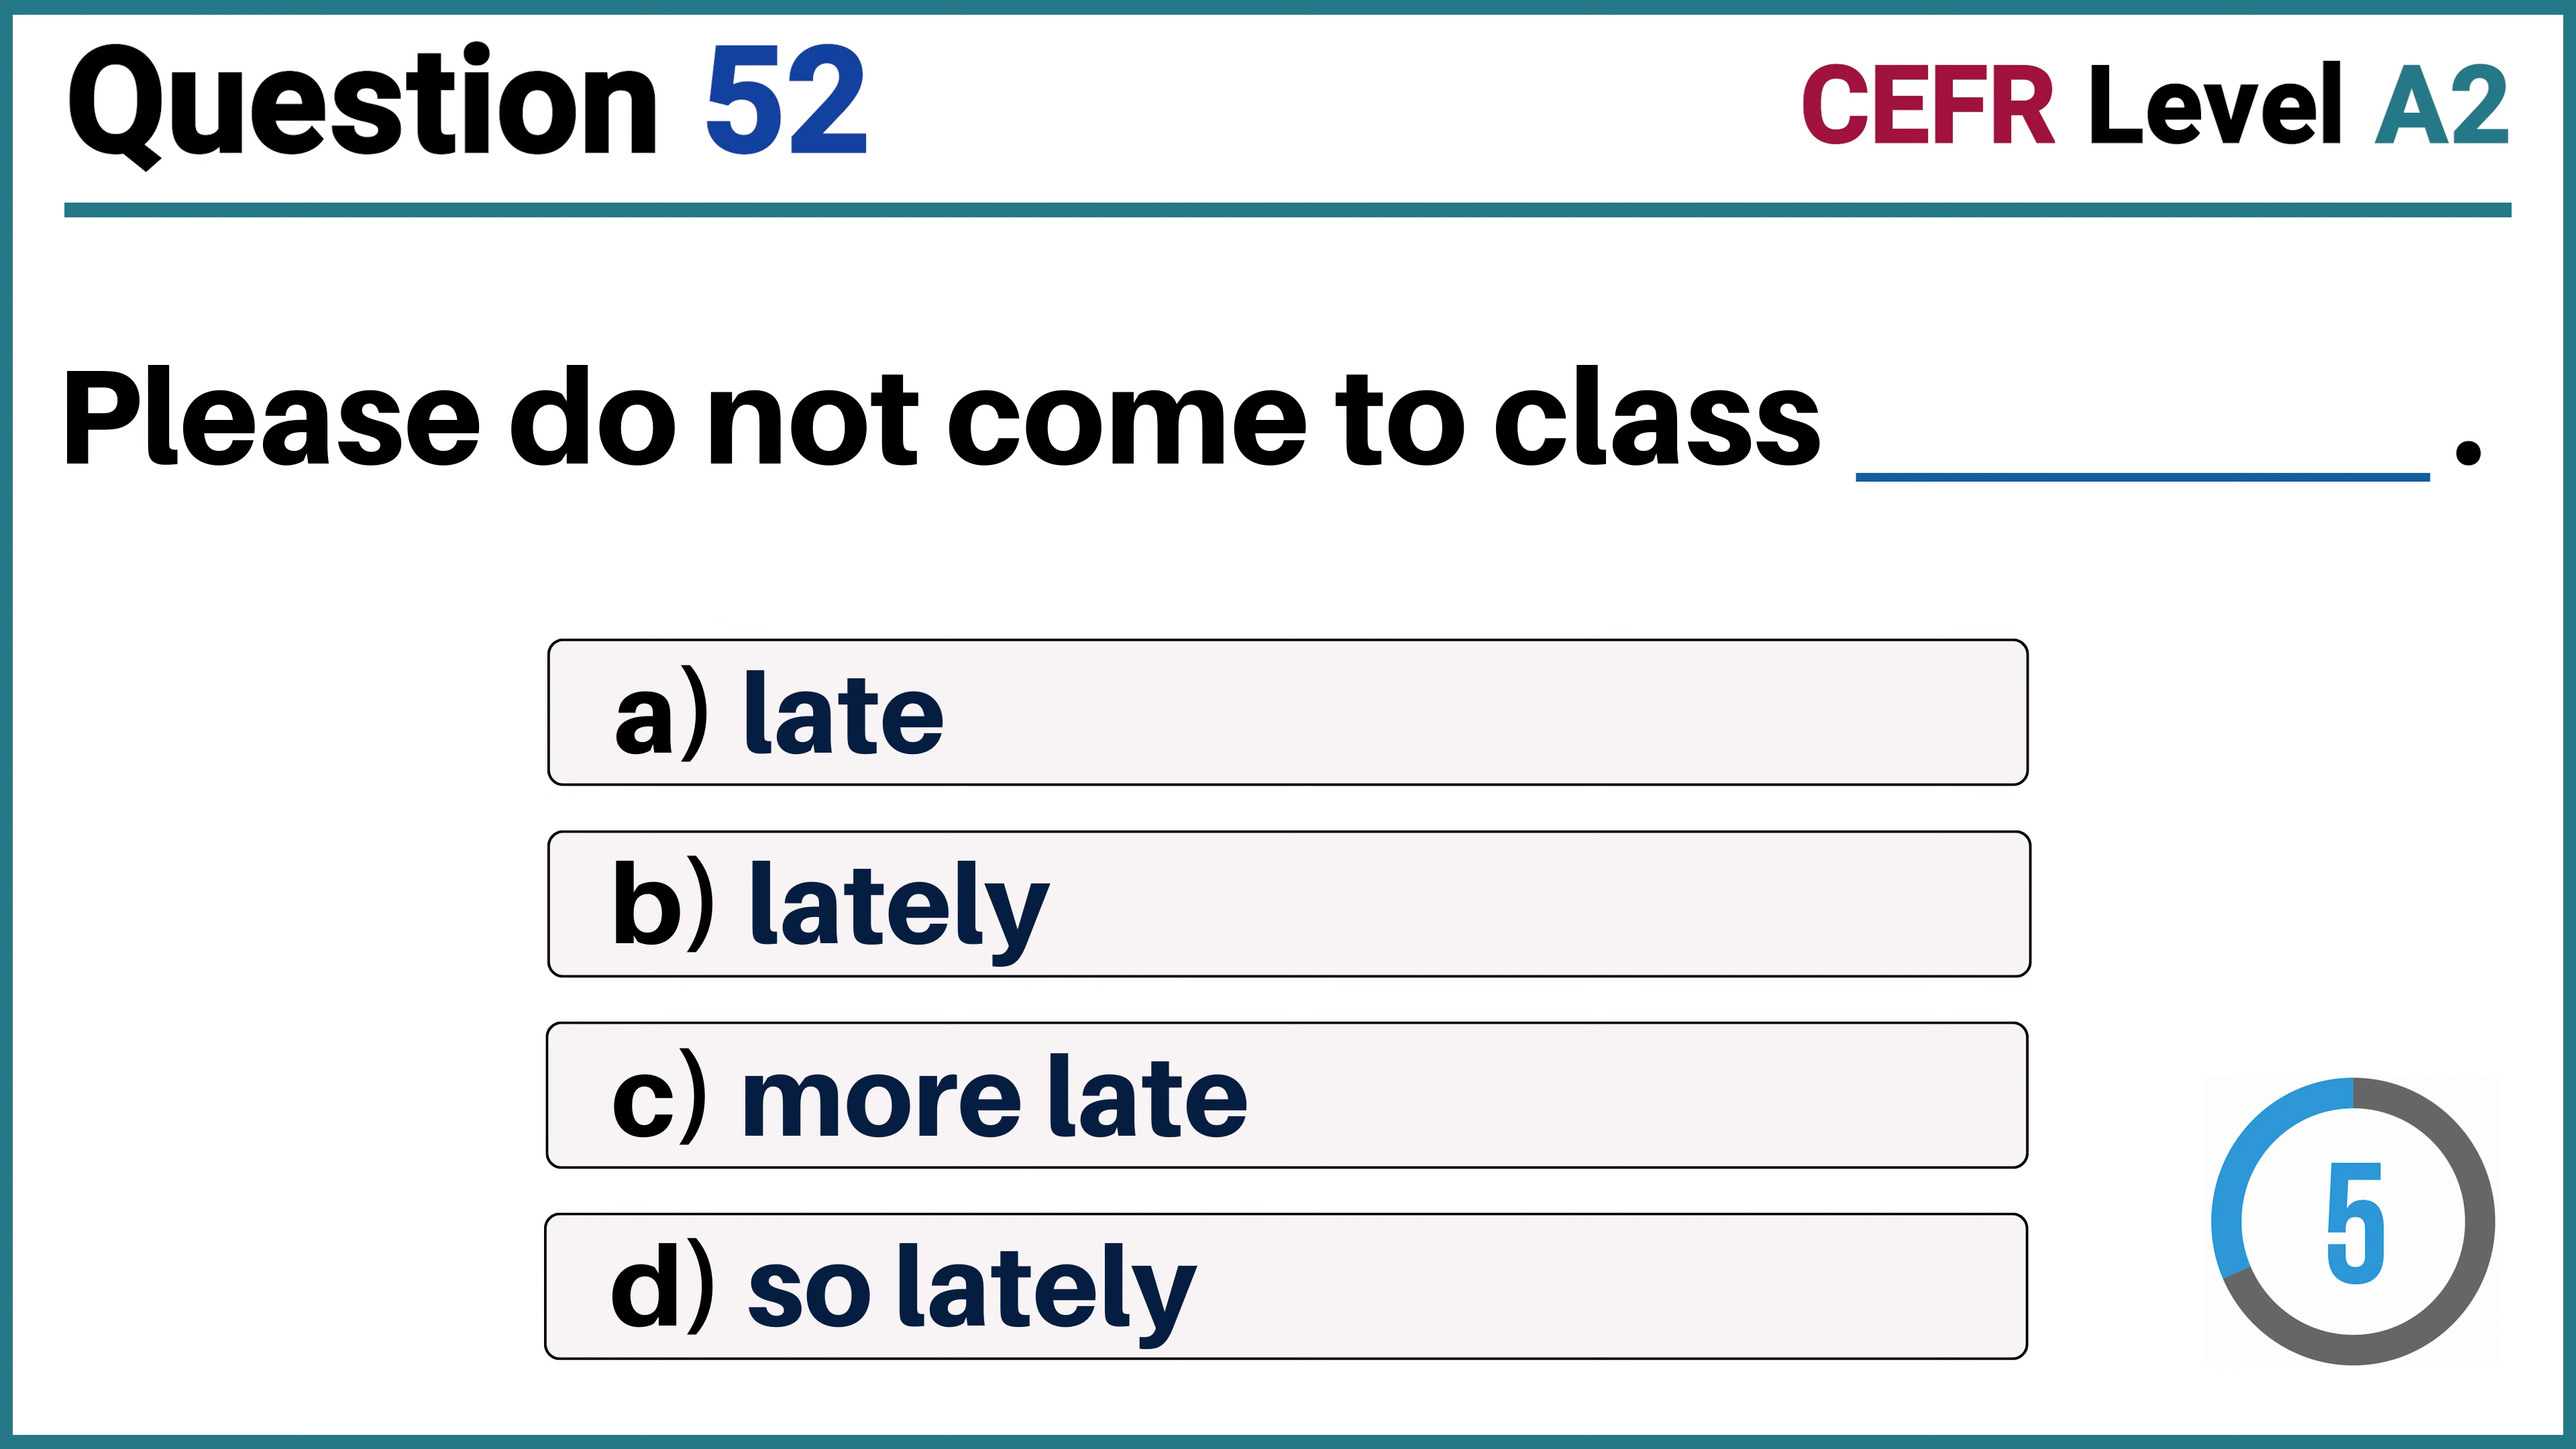 Question 52
CEFR Level A2
Please do not come to class ________ .
a) late
b) lately
c) more late
d) so lately
5